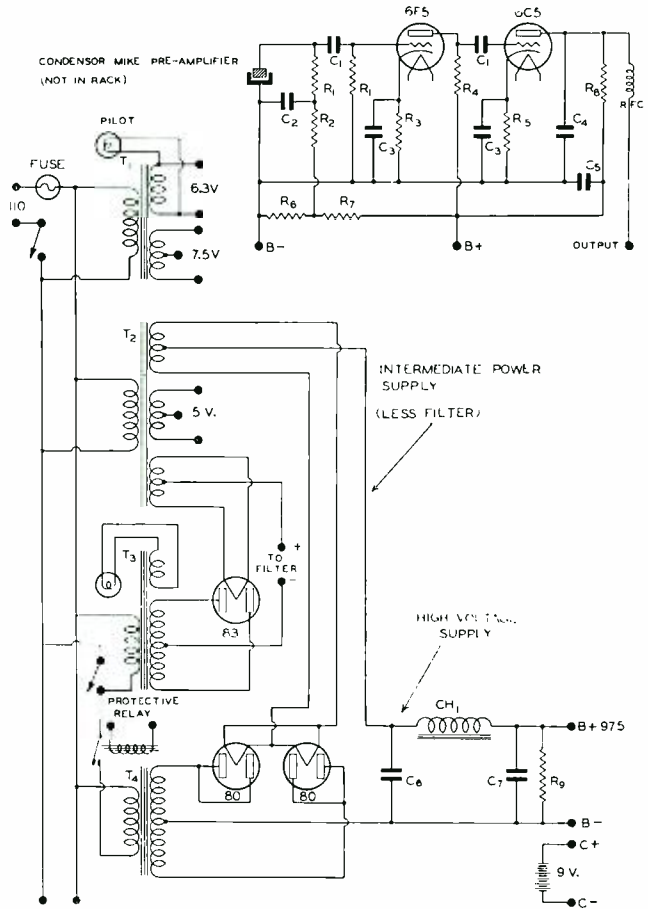 6F5
6C5
CONDENSOR MIKE PRE-AMPLIFIER
(NOT IN RACK)
C1
C1
R1
R1
R4
R8
RFC
C2
R2
C3
R3
C3
R5
C4
C5
R6
R7
B-
B+
OUTPUT
PILOT
FUSE
T1
6.3V
110
7.5V
T2
INTERMEDIATE POWER
SUPPLY
(LESS FILTER)
5 V.
+
TO
FILTER
-
T3
83
HIGH VOLTAGE
SUPPLY
PROTECTIVE
RELAY
CH1
B+975
T4
80
80
C6
C7
R9
B-
C+
9 V.
C-